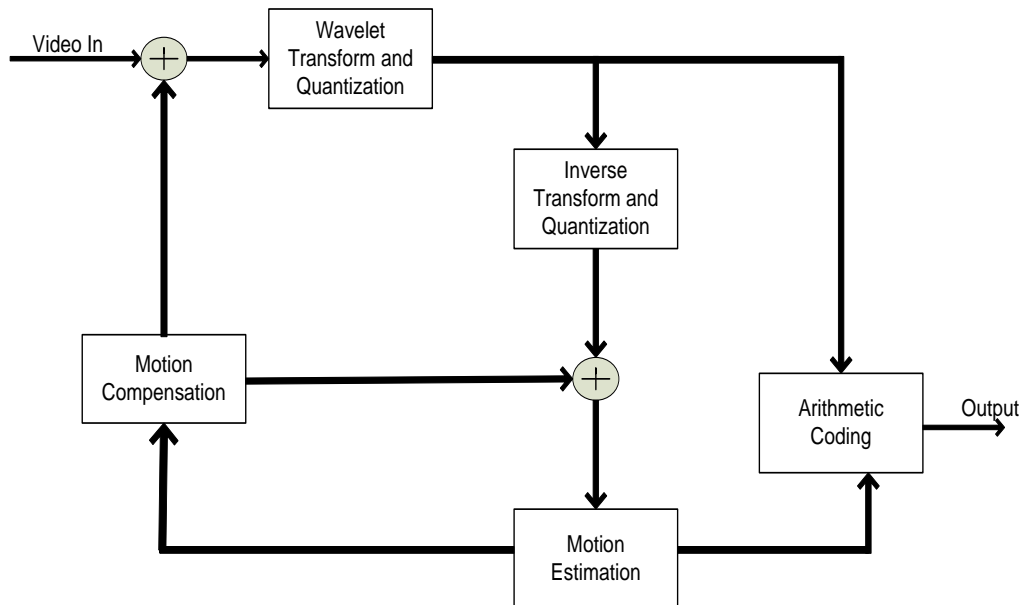 Video In
Wavelet
Transform and
Quantization
Inverse
Transform and
Quantization
Motion
Compensation
Arithmetic
Coding
Output
Motion
Estimation